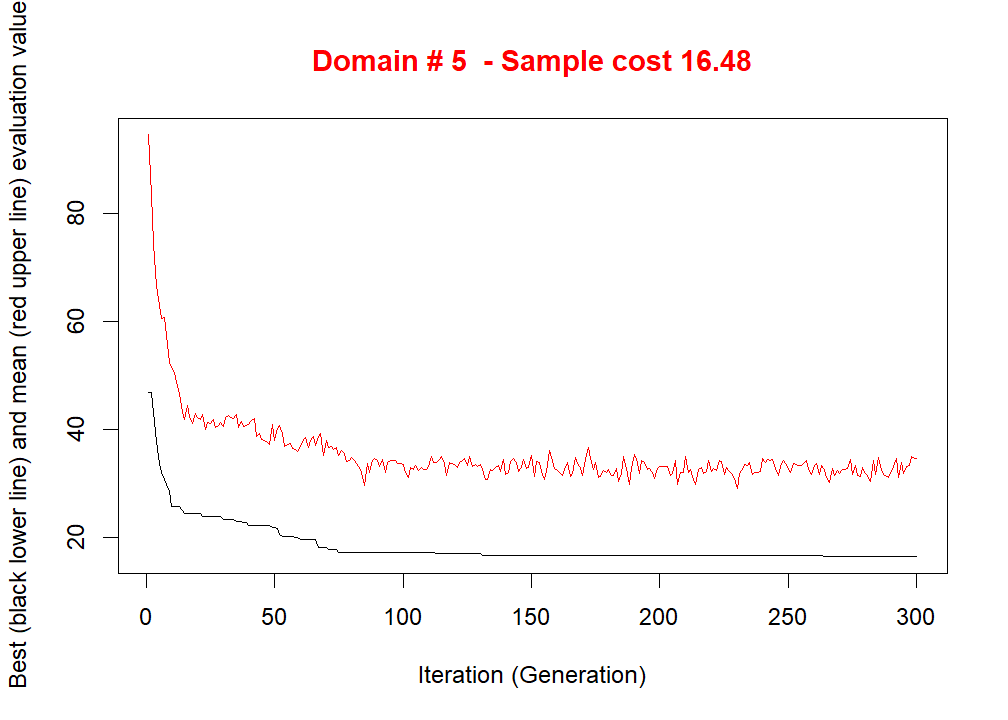 Domain # 5  - Sample cost 16.48
Best (black lower line) and mean (red upper line) evaluation value
80
60
40
20
0 50 100 150 200 250 300
Iteration (Generation)